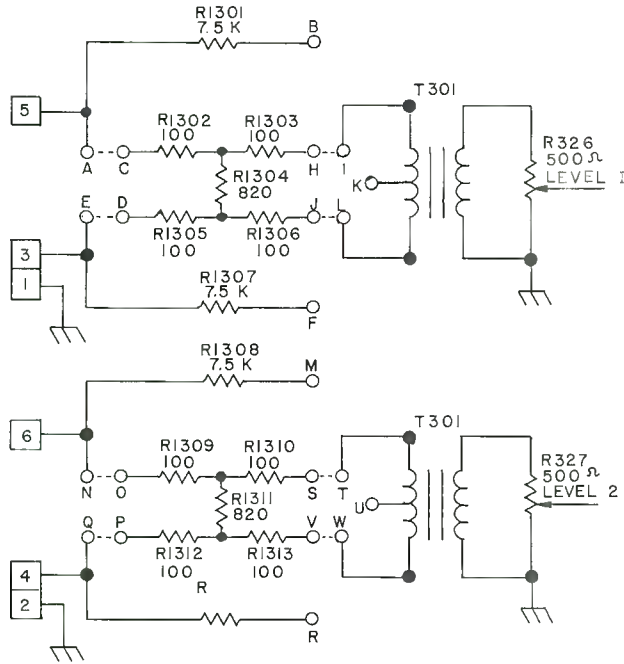 R1301
7.5 K
B
5
T301
R1302
100
R1303
100
A
C
H
I
R326
500Ω
LEVEL 1
R1304
820
K
E
D
J
L
R1305
100
R1306
100
3
1
R1307
7.5 K
F
R1308
7.5 K
M
6
T301
R1309
100
R1310
100
N
O
S
T
R327
500Ω
LEVEL 2
R1311
820
U
Q
P
V
W
R1312
100
R1313
100
4
2
R
R